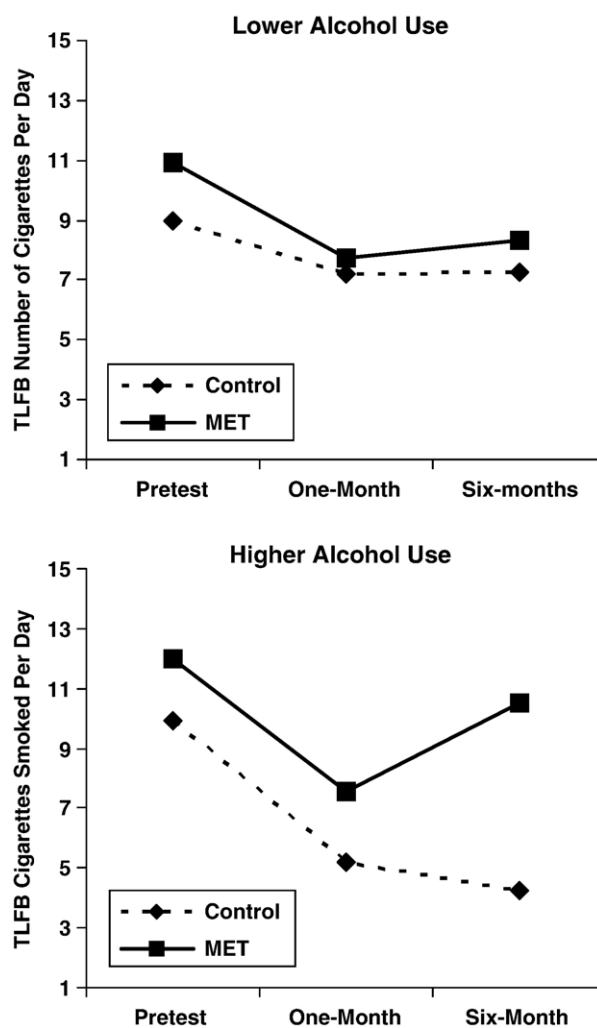 Lower Alcohol Use
TLFB Number of Cigarettes Per Day
15
13
11
9
7
5
3
1
Control
MET
Pretest One-Month Six-months
Higher Alcohol Use
TLFB Cigarettes Smoked Per Day
15
13
11
9
7
5
3
1
Control
MET
Pretest One-Month Six-Month